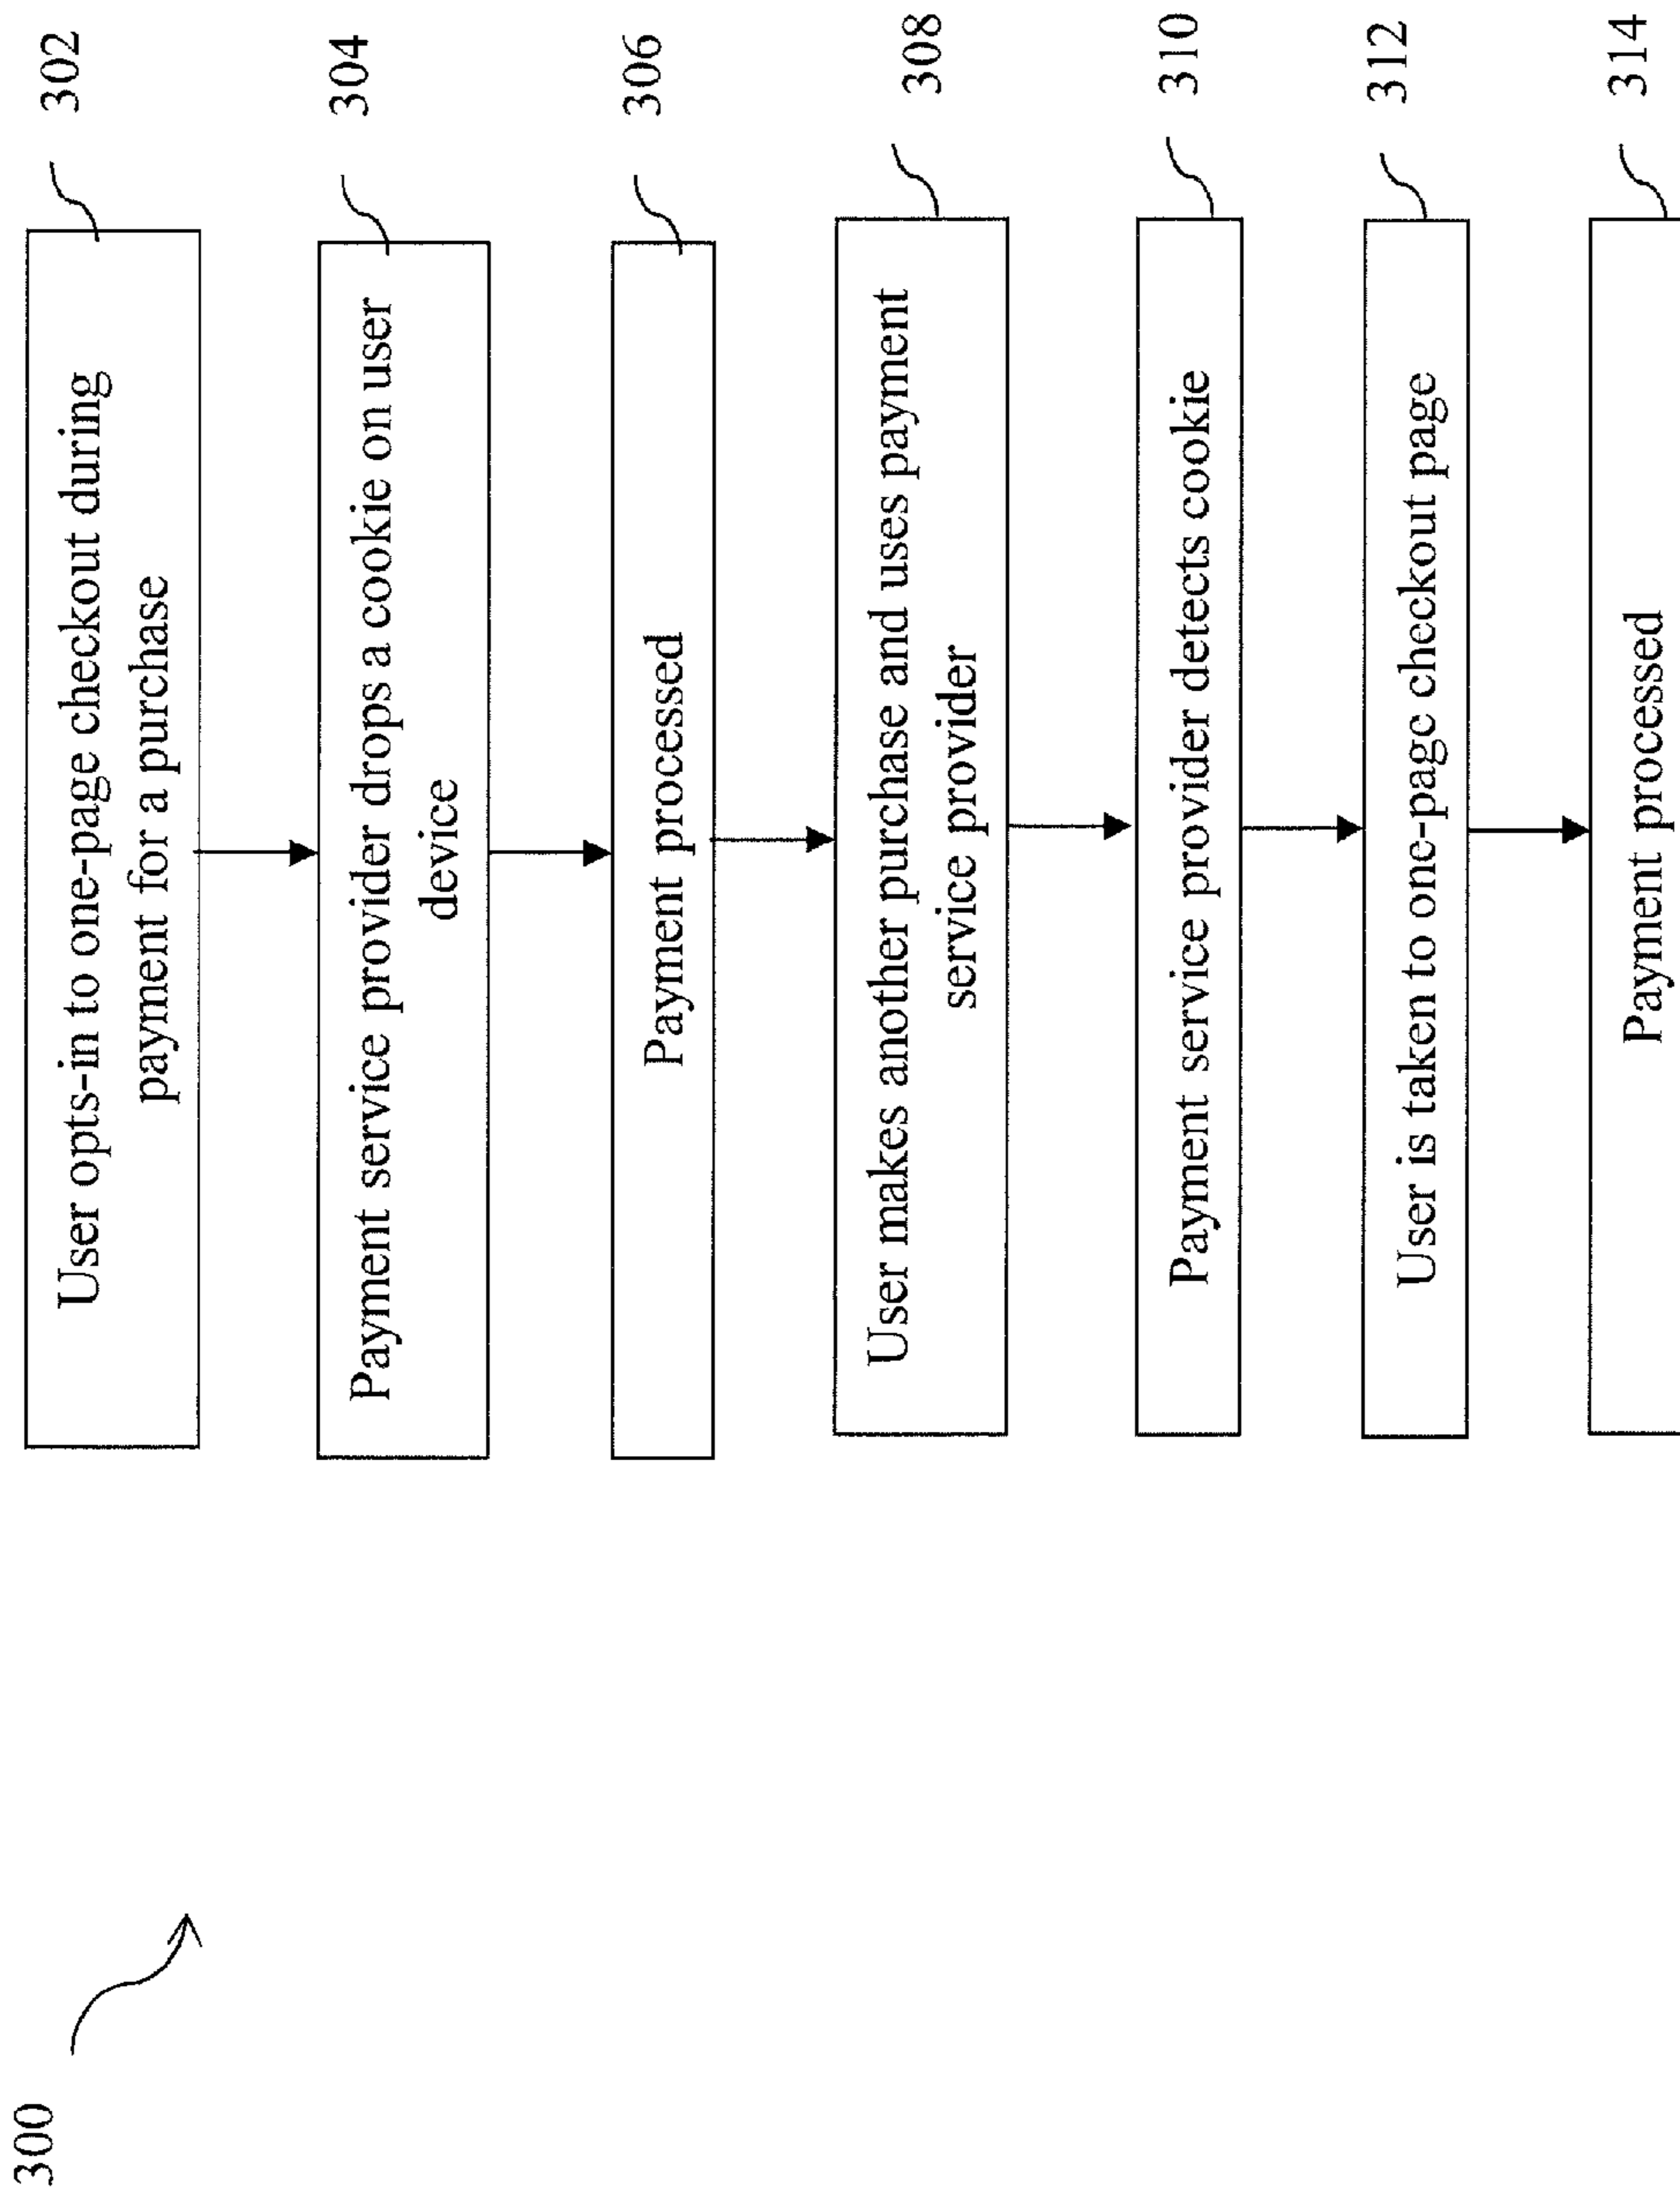 300
User opts-in to one-page checkout during
payment for a purchase
302
Payment service provider drops a cookie on user
device
304
Payment processed
306
User makes another purchase and uses payment
service provider
308
Payment service provider detects cookie
310
User is taken to one-page checkout page
312
Payment processed
314